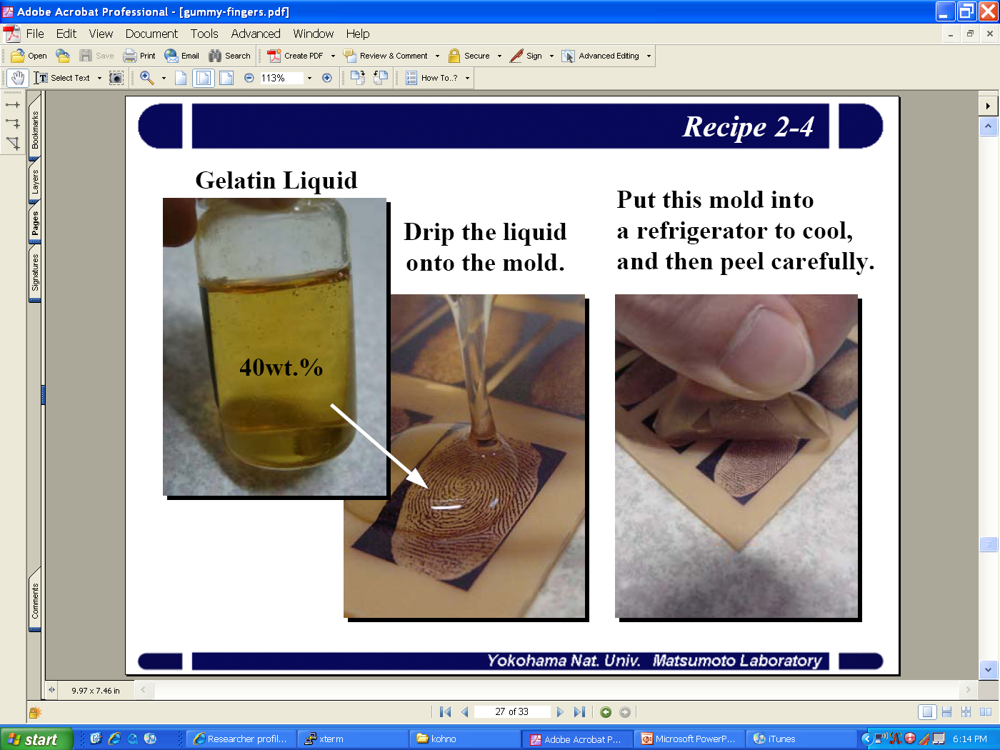 Adobe Acrobat Professional - [gummy-fingers.pdf]
File Edit View Document Tools Advanced Window Help
Open Save Print Email Search Create PDF Review & Comment Secure Sign Advanced Editing
Select Text 113% How To..?
Bookmarks
Layers
Pages
Signatures
Comments
Recipe 2-4
Gelatin Liquid
40wt.%
Drip the liquid
onto the mold.
Put this mold into
a refrigerator to cool,
and then peel carefully.
Yokohama Nat. Univ. Matsumoto Laboratory
9.97 x 7.46 in
27 of 33
start Researcher profil... xterm kohno Adobe Acrobat P... Microsoft PowerP... iTunes 6:14 PM